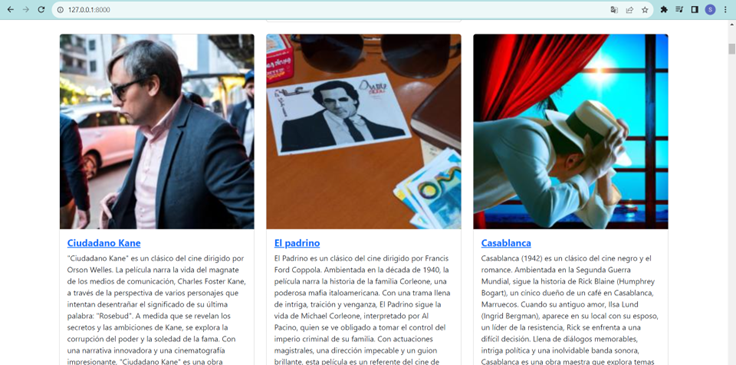 127.0.0.1:8000
S
Ciudadano Kane
"Ciudadano Kane" es un clásico del cine dirigido por
Orson Welles. La película narra la vida del magnate
de los medios de comunicación, Charles Foster Kane,
a través de la perspectiva de varios personajes que
intentan desentrañar el significado de su última
palabra: "Rosebud". A medida que se revelan los
secretos y las ambiciones de Kane, se explora la
corrupción del poder y la soledad de la fama. Con
una narrativa innovadora y una cinematografía
impresionante, "Ciudadano Kane" es una obra
El padrino
El Padrino es un clásico del cine dirigido por Francis
Ford Coppola. Ambientada en la década de 1940, la
película narra la historia de la familia Corleone, una
poderosa mafia italoamericana. Con una trama llena
de intriga, traición y venganza, El Padrino sigue la
vida de Michael Corleone, interpretado por Al
Pacino, quien se ve obligado a tomar el control del
imperio criminal de su familia. Con actuaciones
magistrales, una dirección impecable y un guion
brillante, esta película es un referente del cine de
Casablanca
Casablanca (1942) es un clásico del cine negro y el
romance. Ambientada en la Segunda Guerra
Mundial, sigue la historia de Rick Blaine (Humphrey
Bogart), un cínico dueño de un café en Casablanca,
Marruecos. Cuando su antiguo amor, Ilsa Lund
(Ingrid Bergman), aparece en su local con su esposo,
un líder de la resistencia, Rick se enfrenta a una
difícil decisión. Llena de diálogos memorables,
intriga política y una inolvidable banda sonora,
Casablanca es una obra maestra que explora temas